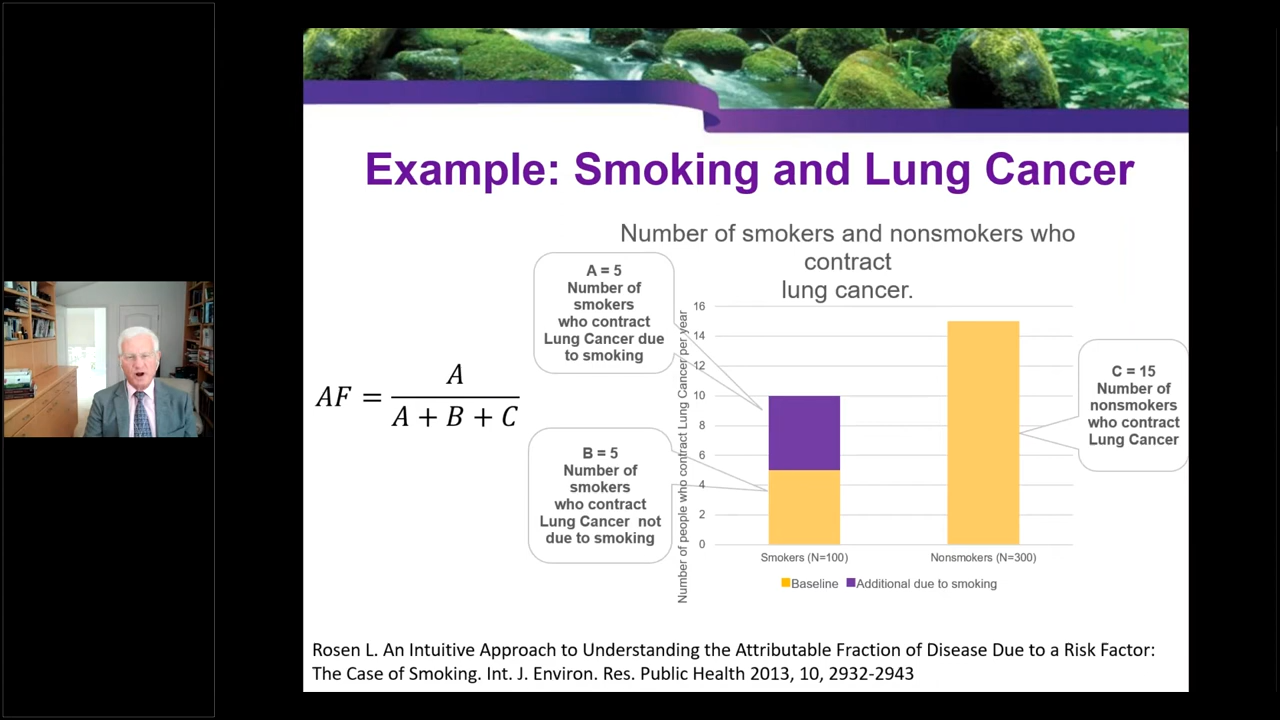 Example: Smoking and Lung Cancer
Number of smokers and nonsmokers who
contract
lung cancer.
A = 5
Number of
smokers
who contract
Lung Cancer due
to smoking
AF = A / (A + B + C)
B = 5
Number of
smokers
who contract
Lung Cancer not
due to smoking
Number of people who contract Lung Cancer per year
16
14
12
10
8
6
4
2
0
Smokers (N=100)
Nonsmokers (N=300)
Baseline
Additional due to smoking
C = 15
Number of
nonsmokers
who contract
Lung Cancer
Rosen L. An Intuitive Approach to Understanding the Attributable Fraction of Disease Due to a Risk Factor:
The Case of Smoking. Int. J. Environ. Res. Public Health 2013, 10, 2932-2943